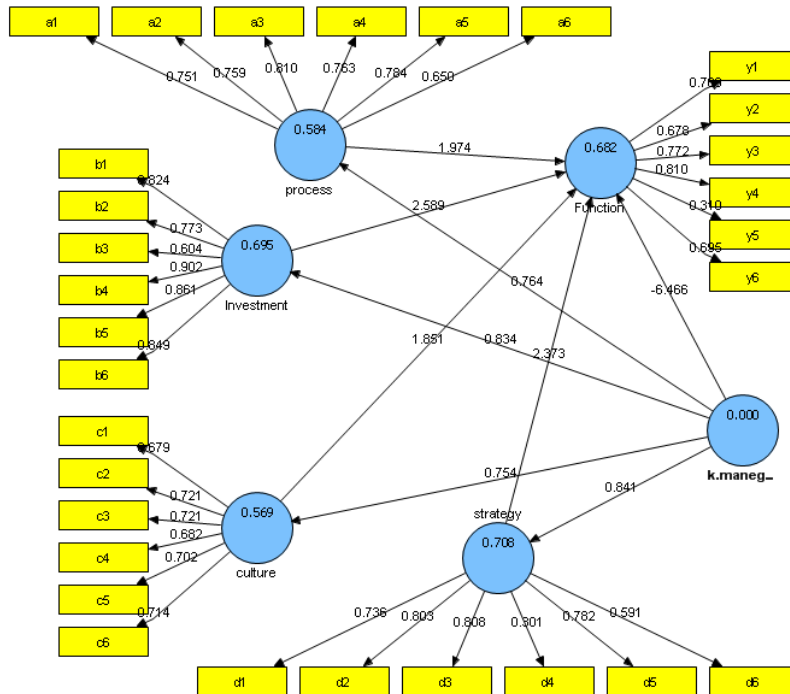 a1 a2 a3 a4 a5 a6
0.751 0.759 0.810 0.763 0.784 0.650
y1
y2
y3
y4
y5
y6
0.678
0.772
0.810
0.310
0.695
0.584
process
0.682
Function
1.974
b1
b2
b3
b4
b5
b6
0.824
0.773
0.604
0.902
0.861
0.849
0.695
Investment
2.589
0.764
-6.466
1.851
0.834
2.373
0.000
k.maneg_
c1
c2
c3
c4
c5
c6
0.679
0.721
0.721
0.682
0.702
0.714
0.569
culture
0.754
0.841
strategy
0.708
0.736 0.803 0.808 0.301 0.782 0.591
d1 d2 d3 d4 d5 d6